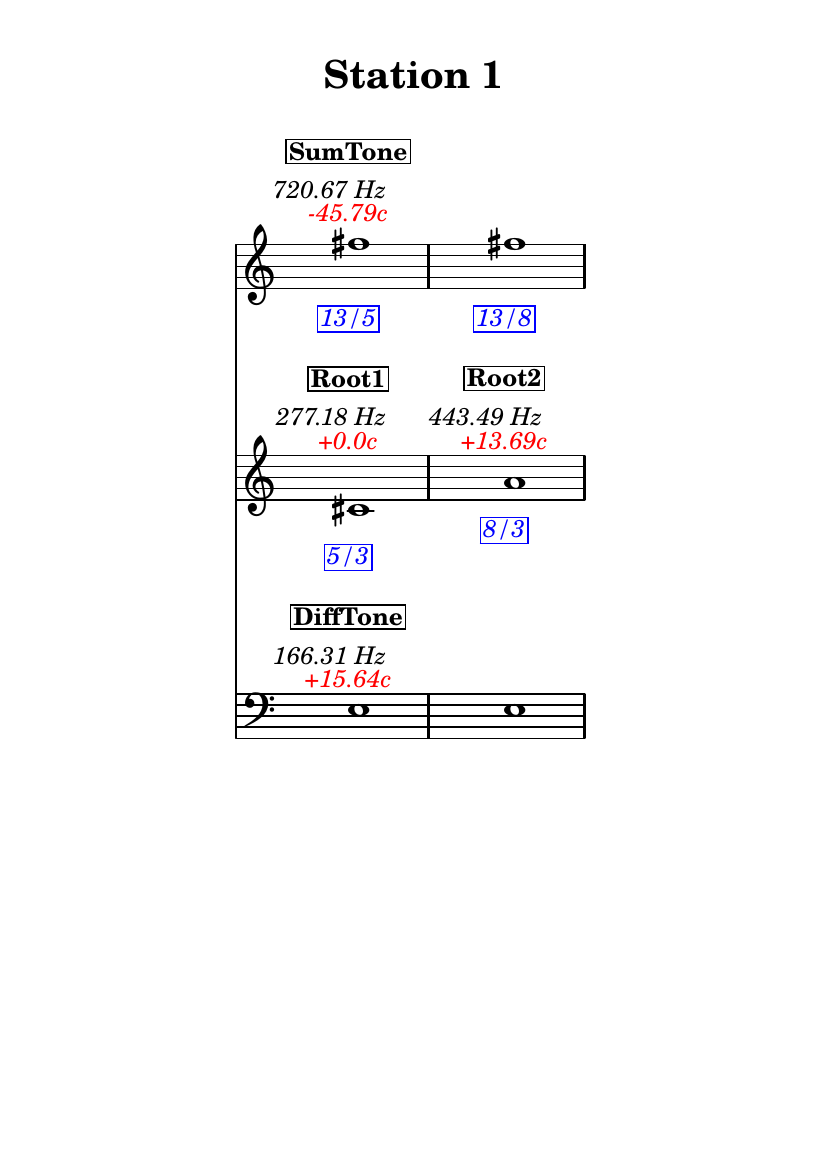 Station 1
SumTone
720.67 Hz
-45.79c
13/5 13/8
Root1 Root2
277.18 Hz 443.49 Hz
+0.0c +13.69c
8/3
5/3
DiffTone
166.31 Hz
+15.64c